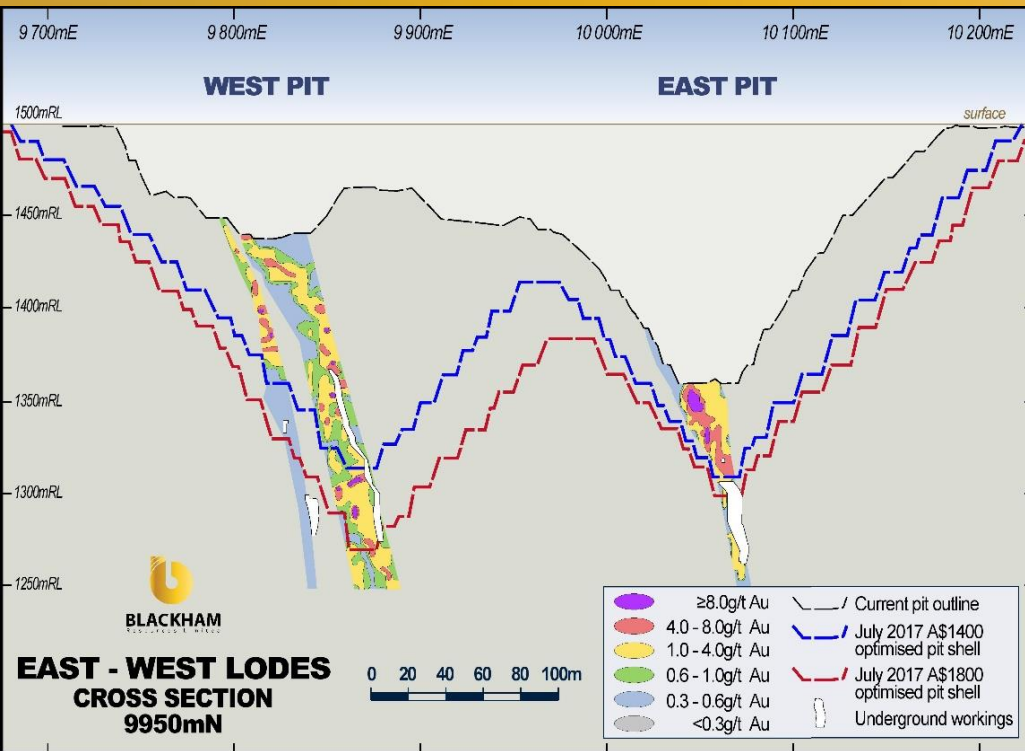 9 700mE 9 800mE 9 900mE 10 000mE 10 100mE 10 200mE
WEST PIT EAST PIT
1500mRL surface
1450mRL
1400mRL
1350mRL
1300mRL
1250mRL
BLACKHAM
Resources Limited
EAST - WEST LODES
CROSS SECTION
9950mN
0 20 40 60 80 100m
≥8.0g/t Au
4.0 - 8.0g/t Au
1.0 - 4.0g/t Au
0.6 - 1.0g/t Au
0.3 - 0.6g/t Au
<0.3g/t Au
Current pit outline
July 2017 A$1400
optimised pit shell
July 2017 A$1800
optimised pit shell
Underground workings